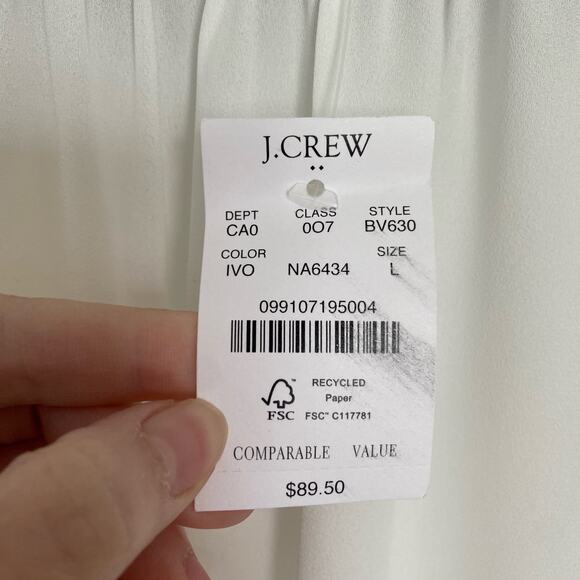 J.CREW
DEPT CLASS STYLE
CA0 0O7 BV630
COLOR SIZE
IVO NA6434 L
099107195004
RECYCLED
Paper
FSC FSC™ C117781
COMPARABLE VALUE
$89.50